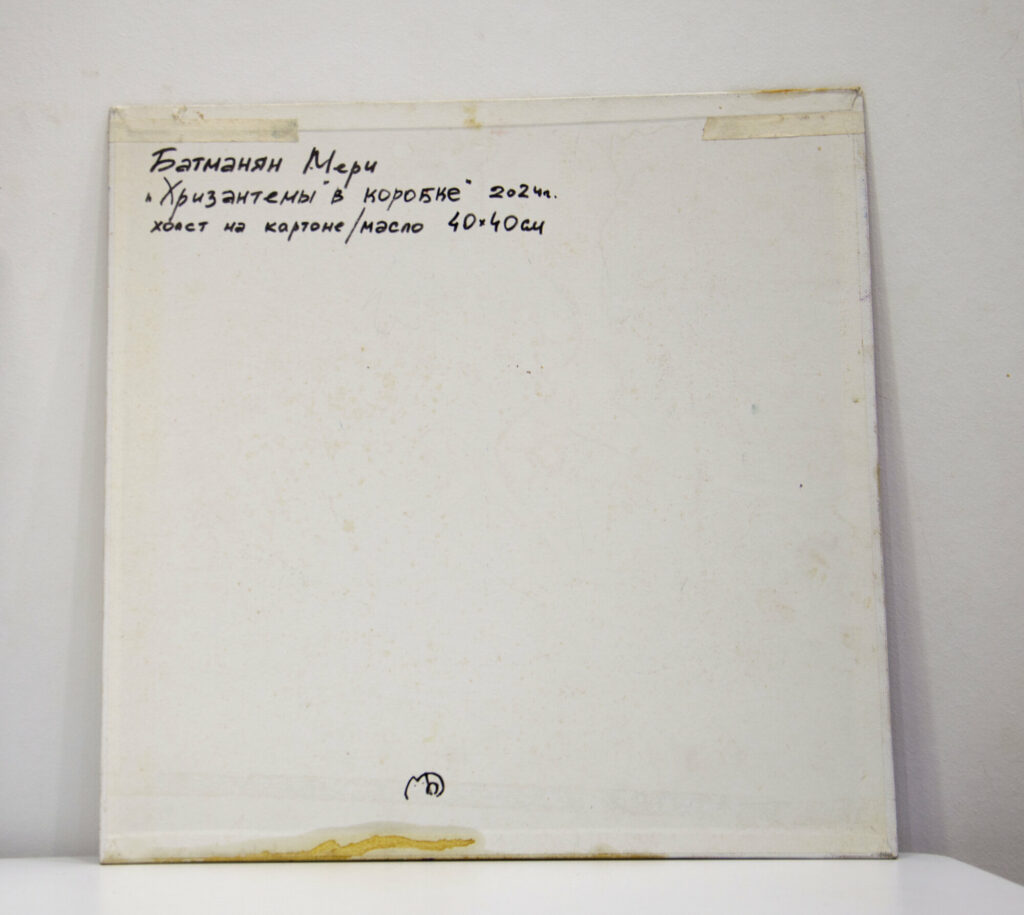 Батманян Мери
„Хризантемы" в коробке" 2024г.
холст на картоне/масло 40×40см